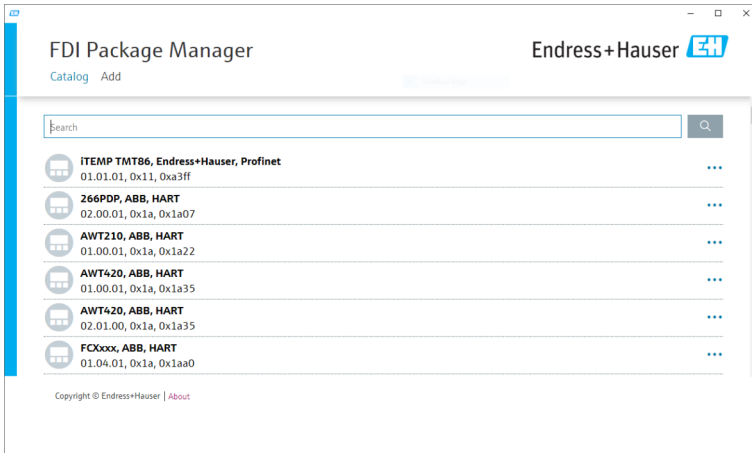 EH
FDI Package Manager
Endress+Hauser EH
Catalog Add
Search
iTEMP TMT86, Endress+Hauser, Profinet
01.01.01, 0x11, 0xa3ff
266PDP, ABB, HART
02.00.01, 0x1a, 0x1a07
AWT210, ABB, HART
01.00.01, 0x1a, 0x1a22
AWT420, ABB, HART
01.00.01, 0x1a, 0x1a35
AWT420, ABB, HART
02.01.00, 0x1a, 0x1a35
FCXxxx, ABB, HART
01.04.01, 0x1a, 0x1aa0
Copyright © Endress+Hauser | About